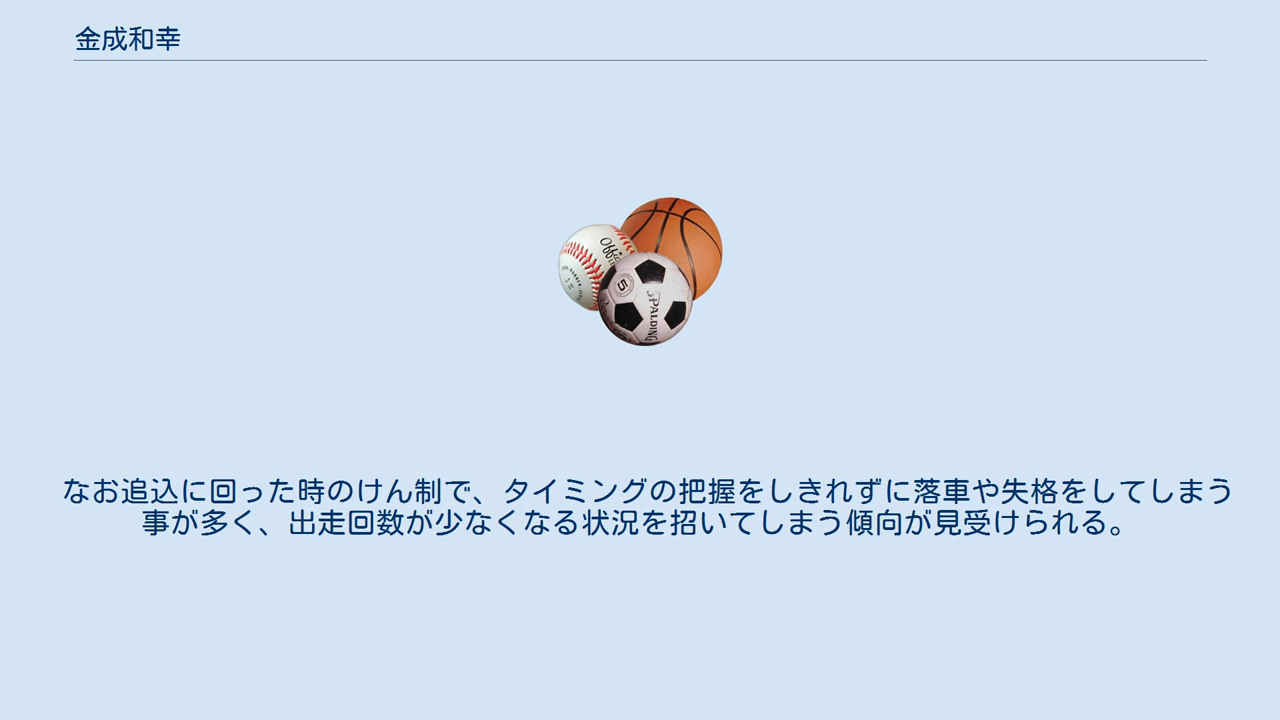 金成和幸
Offici
5
SPALDING
なお追込に回った時のけん制で、タイミングの把握をしきれずに落車や失格をしてしまう
事が多く、出走回数が少なくなる状況を招いてしまう傾向が見受けられる。